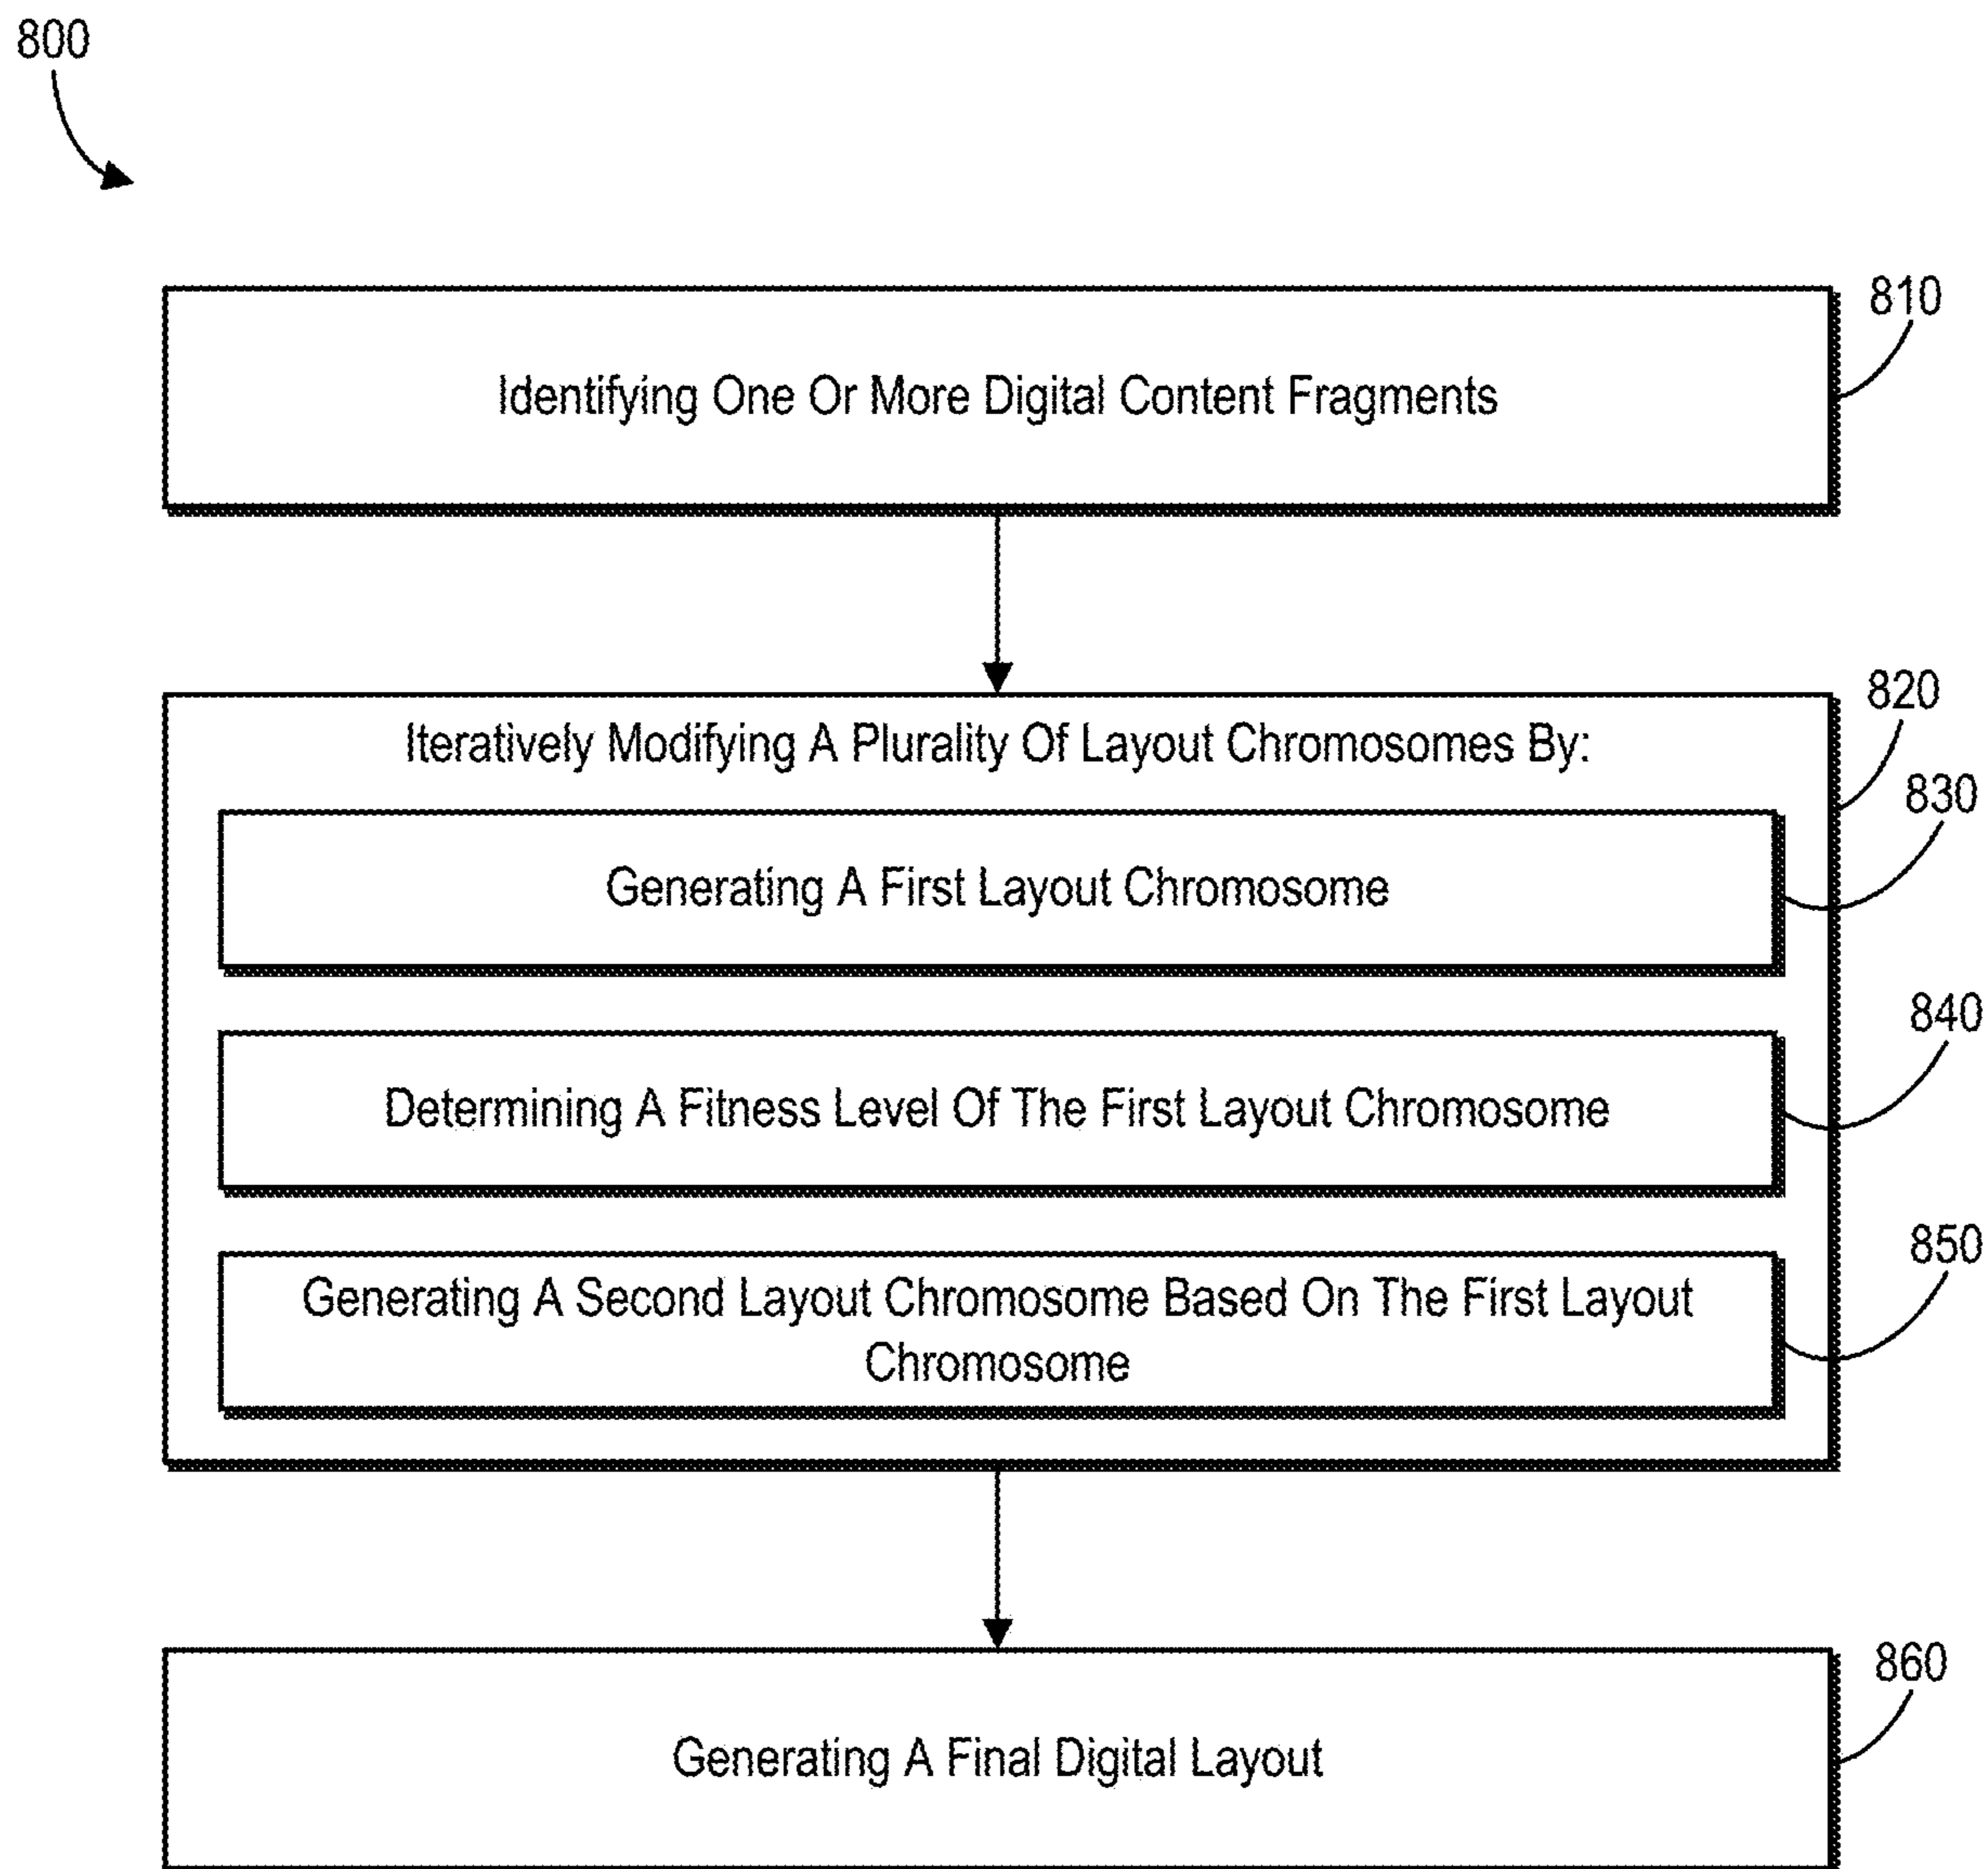 800
810
Identifying One Or More Digital Content Fragments
820
Iteratively Modifying A Plurality Of Layout Chromosomes By:
830
Generating A First Layout Chromosome
840
Determining A Fitness Level Of The First Layout Chromosome
850
Generating A Second Layout Chromosome Based On The First Layout
Chromosome
860
Generating A Final Digital Layout